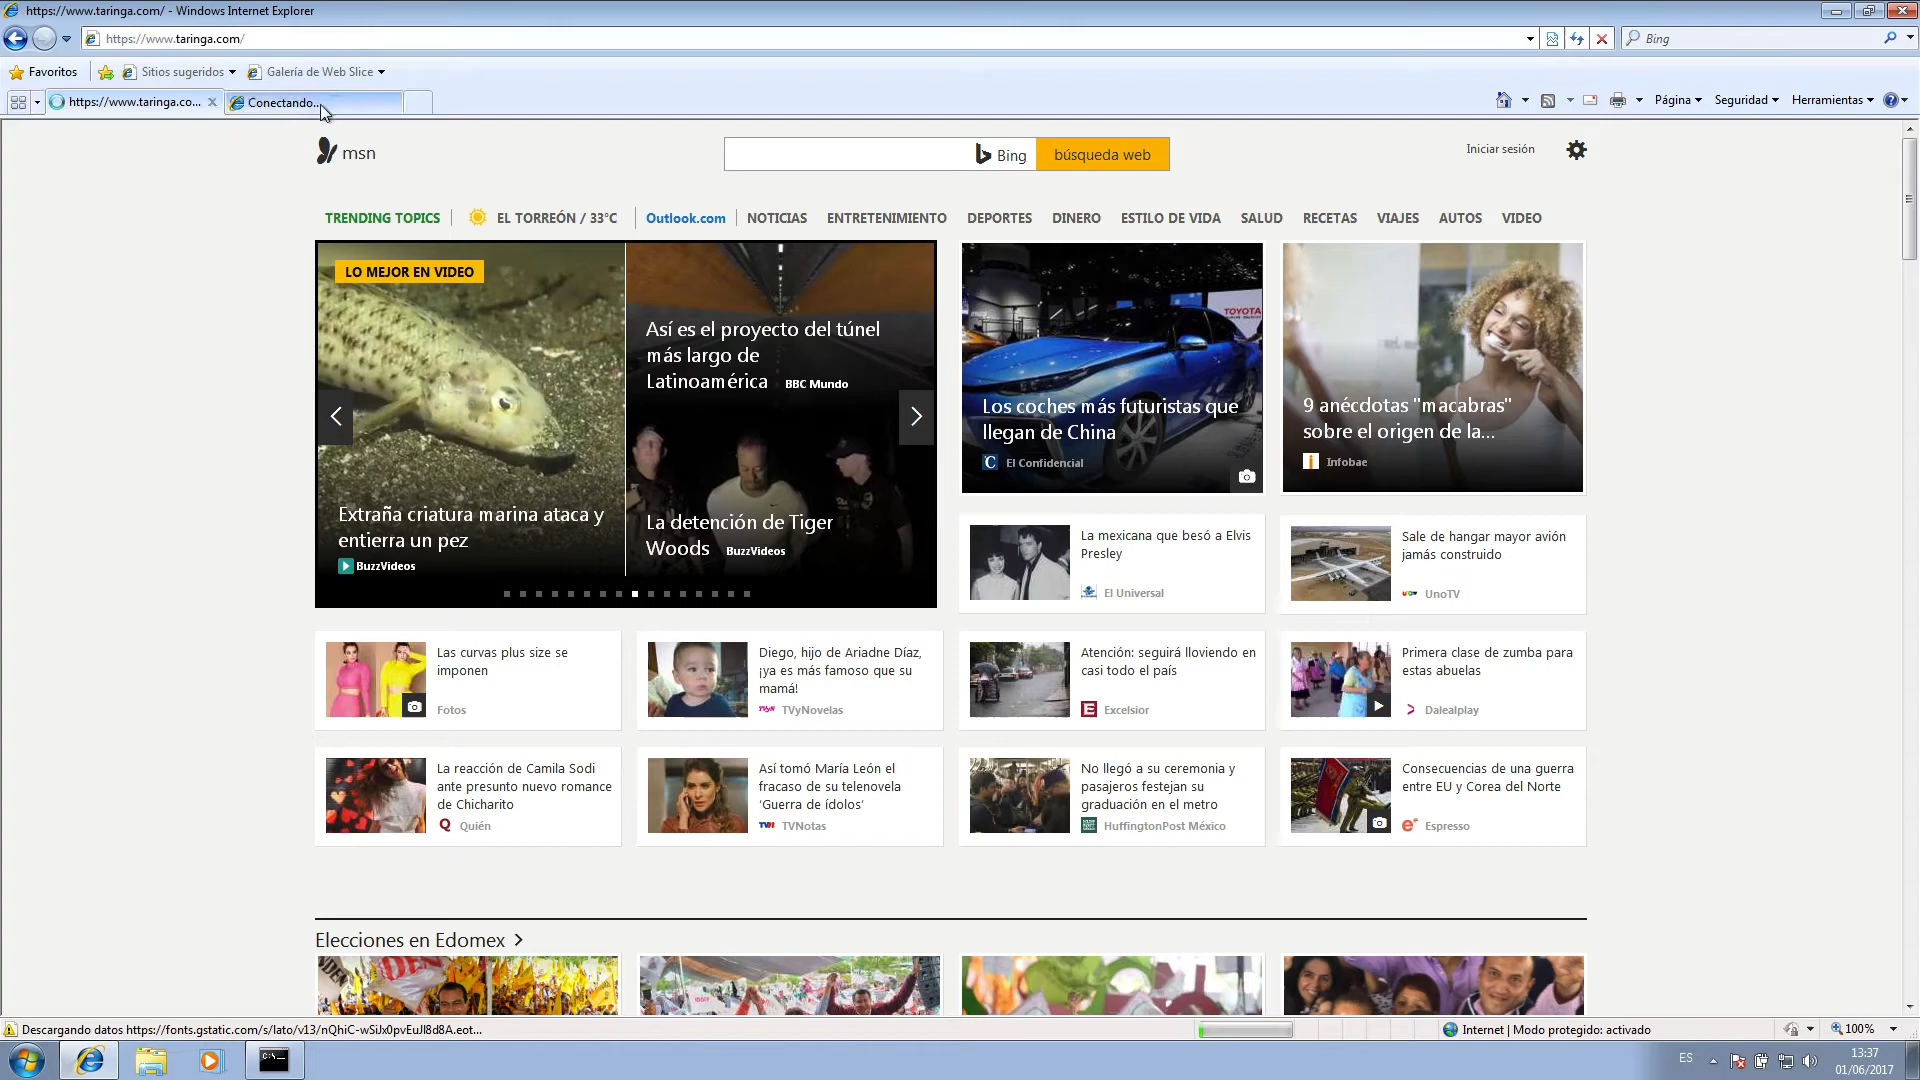 https://www.taringa.com/ - Windows Internet Explorer
https://www.taringa.com/
Bing
Favoritos
Sitios sugeridos
Galería de Web Slice
https://www.taringa.co...
Conectando...
Página
Seguridad
Herramientas
msn
Bing
búsqueda web
Iniciar sesión
TRENDING TOPICS
EL TORREÓN / 33°C
Outlook.com
NOTICIAS
ENTRETENIMIENTO
DEPORTES
DINERO
ESTILO DE VIDA
SALUD
RECETAS
VIAJES
AUTOS
VIDEO
LO MEJOR EN VIDEO
Extraña criatura marina ataca y
entierra un pez
BuzzVideos
Así es el proyecto del túnel
más largo de
Latinoamérica BBC Mundo
La detención de Tiger
Woods BuzzVideos
TOYOTA
Los coches más futuristas que
llegan de China
El Confidencial
9 anécdotas "macabras"
sobre el origen de la...
Infobae
La mexicana que besó a Elvis
Presley
El Universal
Sale de hangar mayor avión
jamás construido
UnoTV
Las curvas plus size se
imponen
Fotos
Diego, hijo de Ariadne Díaz,
¡ya es más famoso que su
mamá!
TVyNovelas
Atención: seguirá lloviendo en
casi todo el país
Excelsior
Primera clase de zumba para
estas abuelas
Dalealplay
La reacción de Camila Sodi
ante presunto nuevo romance
de Chicharito
Quién
Así tomó María León el
fracaso de su telenovela
'Guerra de ídolos'
TVNotas
No llegó a su ceremonia y
pasajeros festejan su
graduación en el metro
HuffingtonPost México
Consecuencias de una guerra
entre EU y Corea del Norte
Espresso
Elecciones en Edomex
Descargando datos https://fonts.gstatic.com/s/lato/v13/nQhiC-wSiJx0pvEuJl8d8A.eot...
Internet | Modo protegido: activado
100%
ES
13:37
01/06/2017